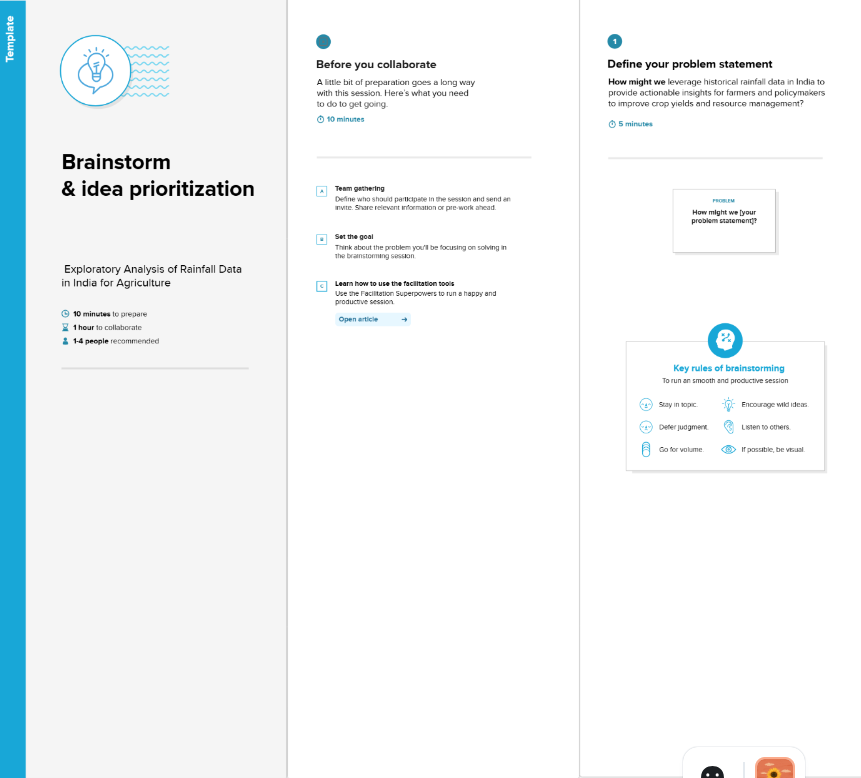 Template
Brainstorm
& idea prioritization
Exploratory Analysis of Rainfall Data
in India for Agriculture
10 minutes to prepare
1 hour to collaborate
1-4 people recommended
Before you collaborate
A little bit of preparation goes a long way
with this session. Here's what you need
to do to get going.
10 minutes
A
Team gathering
Define who should participate in the session and send an
invite. Share relevant information or pre-work ahead.
B
Set the goal
Think about the problem you'll be focusing on solving in
the brainstorming session.
C
Learn how to use the facilitation tools
Use the Facilitation Superpowers to run a happy and
productive session.
Open article →
1
Define your problem statement
How might we leverage historical rainfall data in India to
provide actionable insights for farmers and policymakers
to improve crop yields and resource management?
5 minutes
PROBLEM
How might we [your
problem statement]?
Key rules of brainstorming
To run an smooth and productive session
Stay in topic.
Encourage wild ideas.
Defer judgment.
Listen to others.
Go for volume.
If possible, be visual.